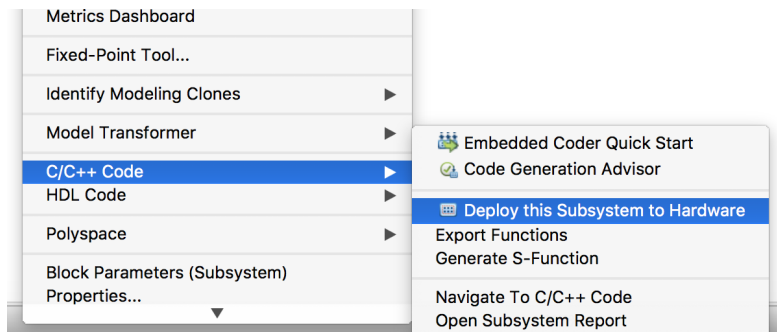 Metrics Dashboard
Fixed-Point Tool...
Identify Modeling Clones
Model Transformer
C/C++ Code
HDL Code
Polyspace
Block Parameters (Subsystem)
Properties...
Embedded Coder Quick Start
Code Generation Advisor
Deploy this Subsystem to Hardware
Export Functions
Generate S-Function
Navigate To C/C++ Code
Open Subsystem Report